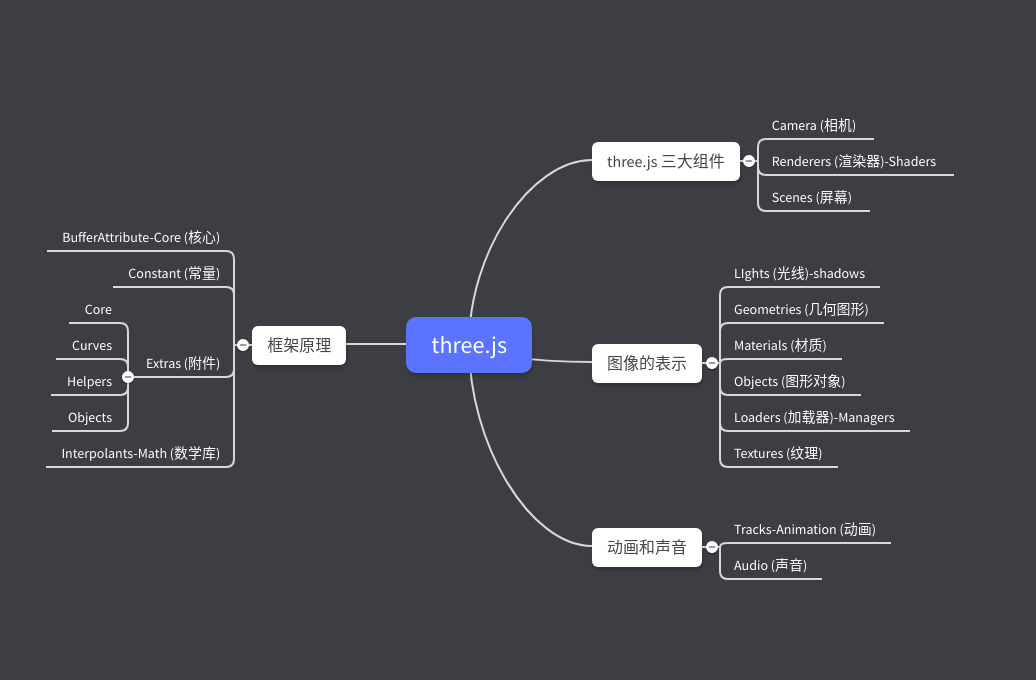 three.js
three.js 三大组件
Camera (相机)
Renderers (渲染器)-Shaders
Scenes (屏幕)
图像的表示
LIghts (光线)-shadows
Geometries (几何图形)
Materials (材质)
Objects (图形对象)
Loaders (加载器)-Managers
Textures (纹理)
动画和声音
Tracks-Animation (动画)
Audio (声音)
框架原理
BufferAttribute-Core (核心)
Constant (常量)
Extras (附件)
Core
Curves
Helpers
Objects
Interpolants-Math (数学库)